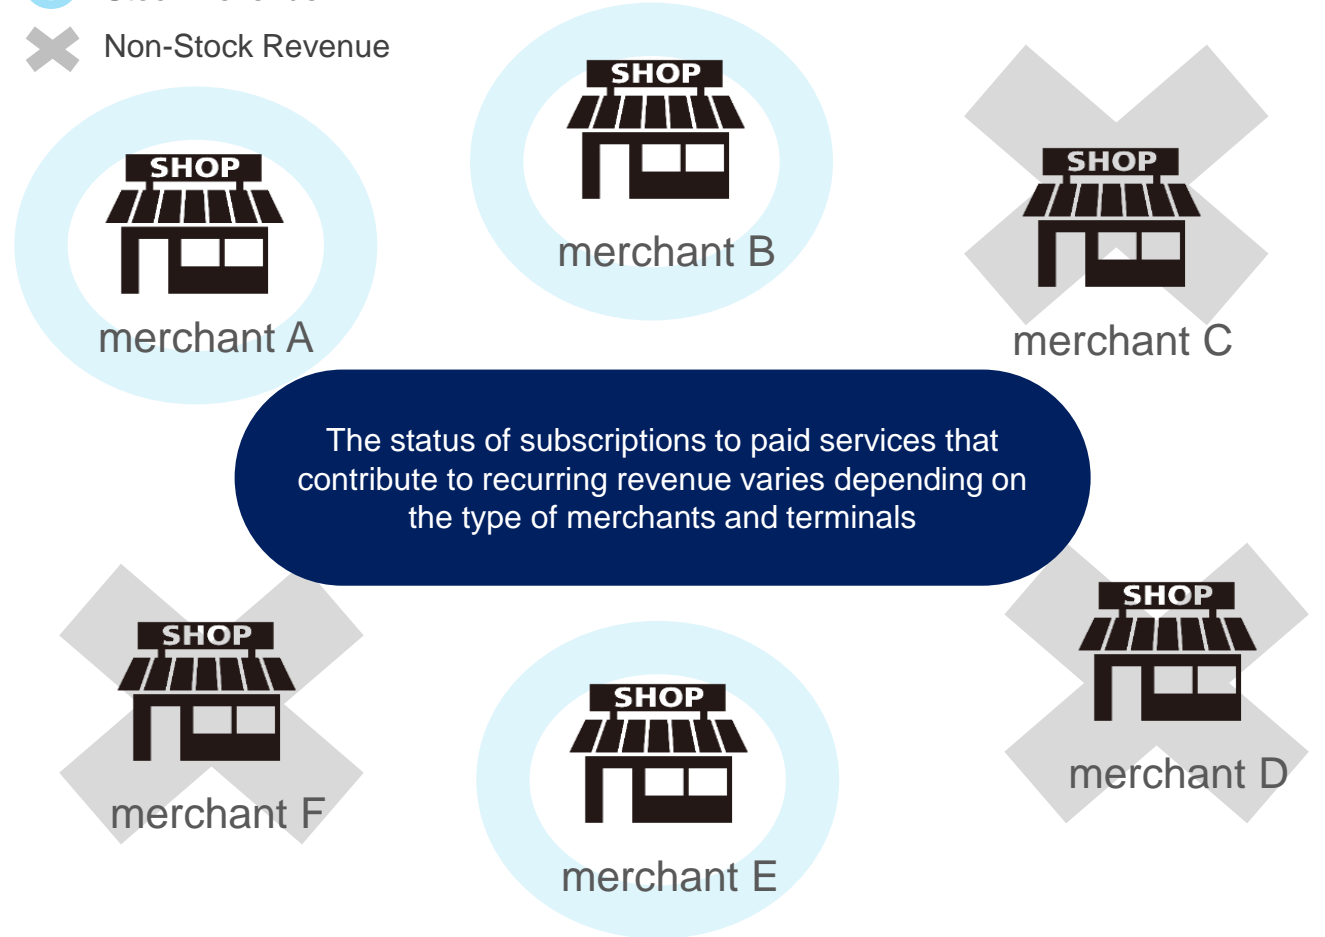 Non-Stock Revenue
SHOP
merchant A
SHOP
merchant B
SHOP
merchant C
The status of subscriptions to paid services that
contribute to recurring revenue varies depending on
the type of merchants and terminals
SHOP
merchant F
SHOP
merchant E
SHOP
merchant D